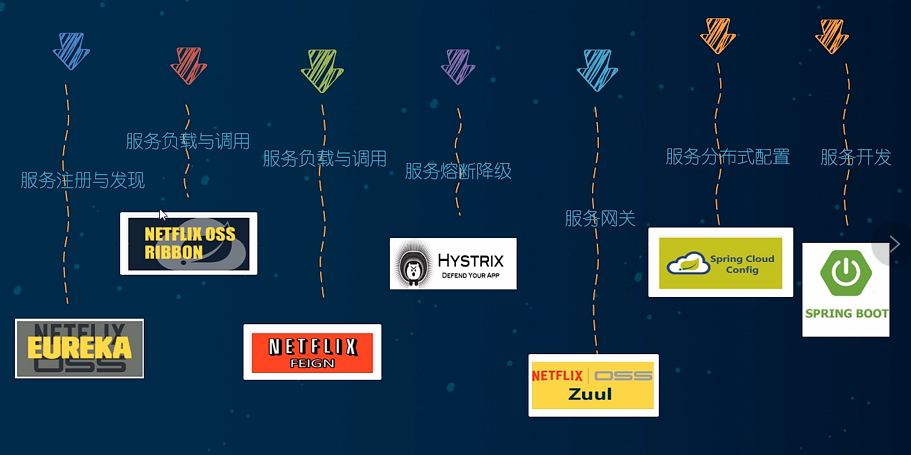 服务注册与发现
NETFLIX
EUREKA
OSS
服务负载与调用
NETFLIX OSS
RIBBON
服务负载与调用
NETFLIX
FEIGN
服务熔断降级
HYSTRIX
DEFEND YOUR APP
服务网关
NETFLIX OSS
Zuul
服务分布式配置
Spring Cloud
Config
服务开发
SPRING BOOT